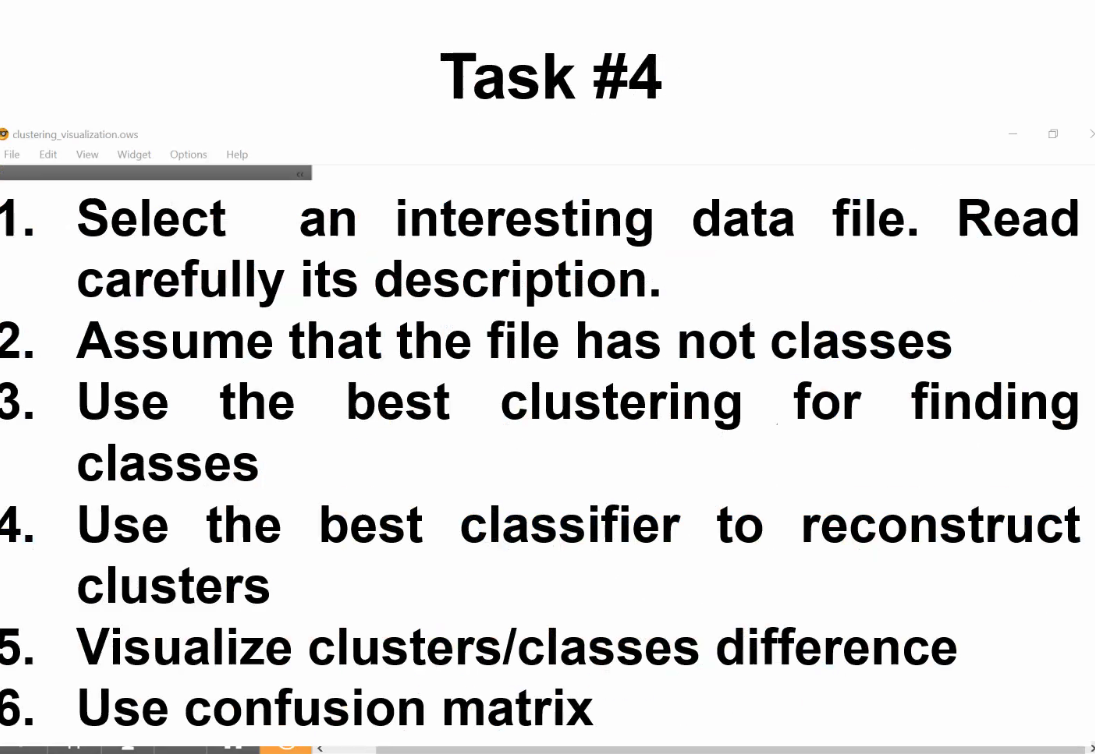 Task #4
clustering_visualization.ows
File Edit View Widget Options Help
1. Select an interesting data file. Read
carefully its description.
2. Assume that the file has not classes
3. Use the best clustering for finding
classes
4. Use the best classifier to reconstruct
clusters
5. Visualize clusters/classes difference
6. Use confusion matrix